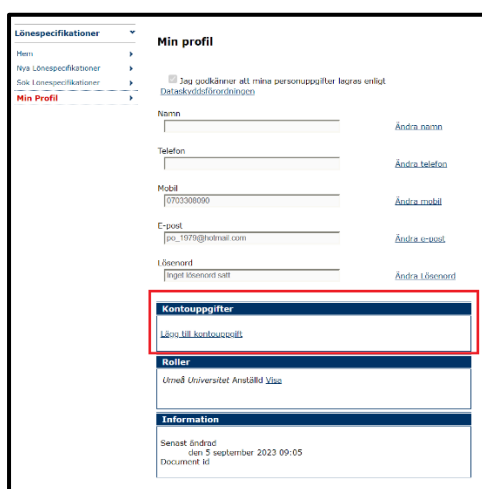 Lönespecifikationer
Hem
Nya Lönespecifikationer
Sök Lönespecifikationer
Min Profil
Min profil
Jag godkänner att mina personuppgifter lagras enligt
Dataskyddsförordningen
Namn
Ändra namn
Telefon
Ändra telefon
Mobil
0703308090
Ändra mobil
E-post
po_1979@hotmail.com
Ändra e-post
Lösenord
Inget lösenord satt
Ändra Lösenord
Kontouppgifter
Lägg till kontouppgift
Roller
Umeå Universitet Anställd Visa
Information
Senast ändrad
den 5 september 2023 09:05
Document id